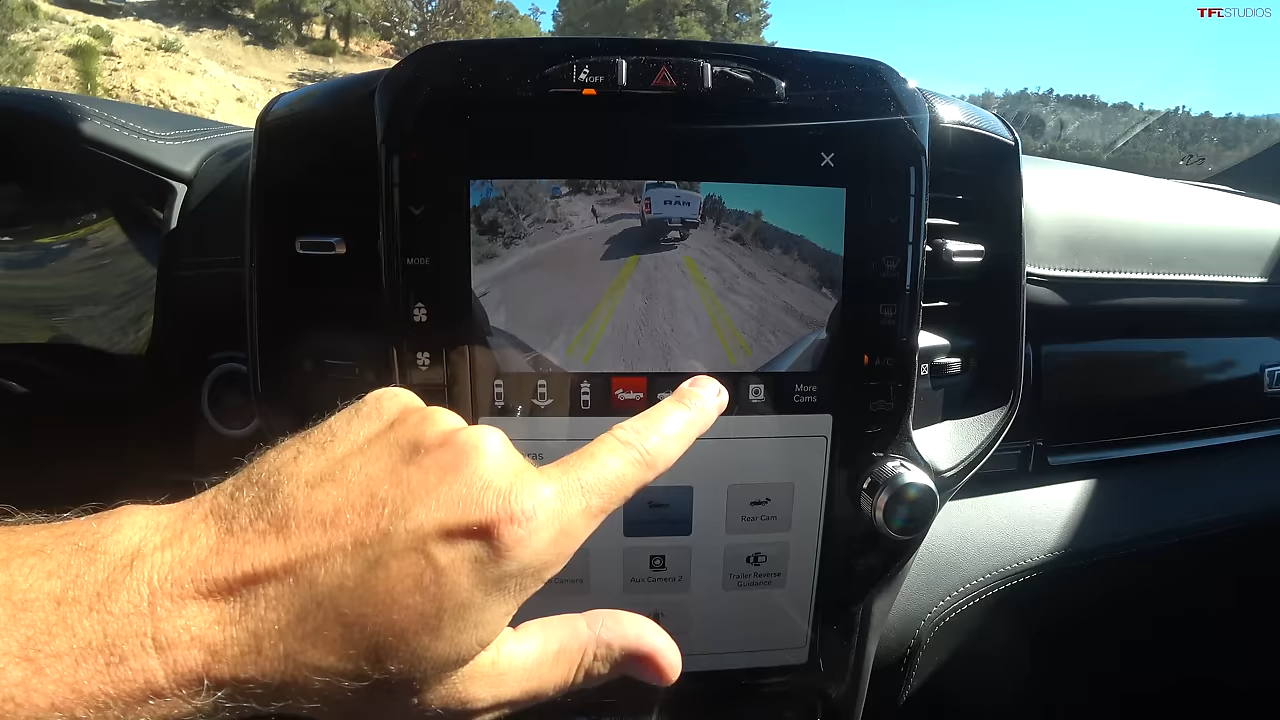 TFLSTUDIOS
OFF
MODE
RAM
A/C
More
Cams
Rear Cam
Aux Camera 2
Trailer Reverse
Guidance